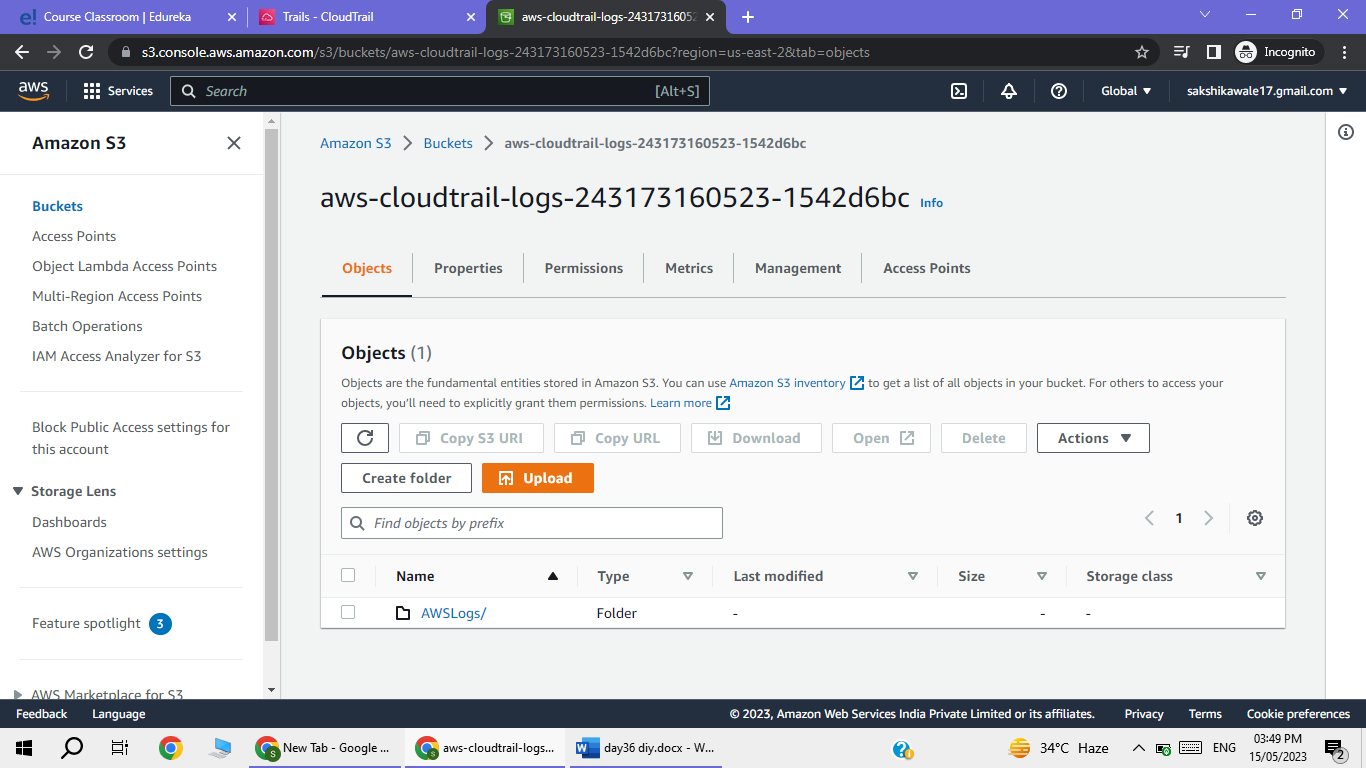 Course Classroom | Edureka
Trails - CloudTrail
aws-cloudtrail-logs-24317316052
s3.console.aws.amazon.com/s3/buckets/aws-cloudtrail-logs-243173160523-1542d6bc?region=us-east-2&tab=objects
Incognito
aws
Services
Search
[Alt+S]
Global
sakshikawale17.gmail.com
Amazon S3
Amazon S3
Buckets
aws-cloudtrail-logs-243173160523-1542d6bc
aws-cloudtrail-logs-243173160523-1542d6bc Info
Buckets
Access Points
Object Lambda Access Points
Multi-Region Access Points
Batch Operations
IAM Access Analyzer for S3
Block Public Access settings for
this account
Storage Lens
Dashboards
AWS Organizations settings
Feature spotlight 3
AWS Marketplace for S3
Objects
Properties
Permissions
Metrics
Management
Access Points
Objects (1)
Objects are the fundamental entities stored in Amazon S3. You can use Amazon S3 inventory to get a list of all objects in your bucket. For others to access your
objects, you'll need to explicitly grant them permissions. Learn more
Copy S3 URI
Copy URL
Download
Open
Delete
Actions
Create folder
Upload
Find objects by prefix
1
Name
Type
Last modified
Size
Storage class
AWSLogs/
Folder
-
-
-
Feedback
Language
© 2023, Amazon Web Services India Private Limited or its affiliates.
Privacy
Terms
Cookie preferences
New Tab - Google ...
aws-cloudtrail-logs...
day36 diy.docx - W...
34°C Haze
ENG
03:49 PM
15/05/2023
2